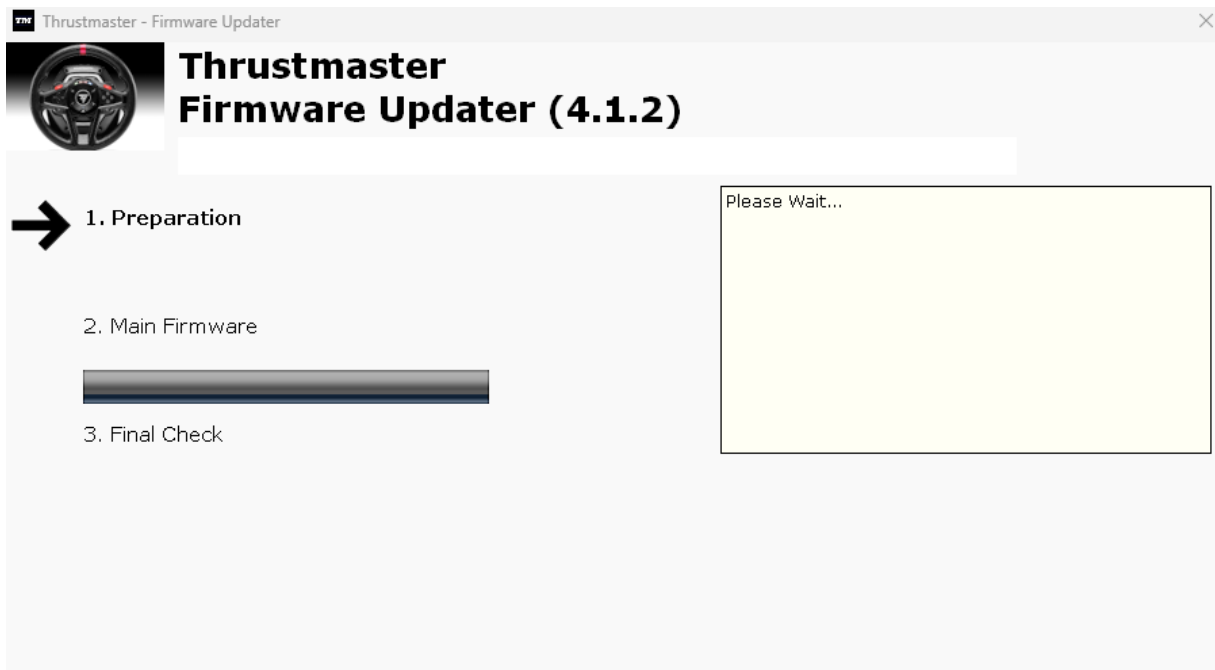 TM Thrustmaster - Firmware Updater
Thrustmaster
Firmware Updater (4.1.2)
1. Preparation
Please Wait...
2. Main Firmware
3. Final Check